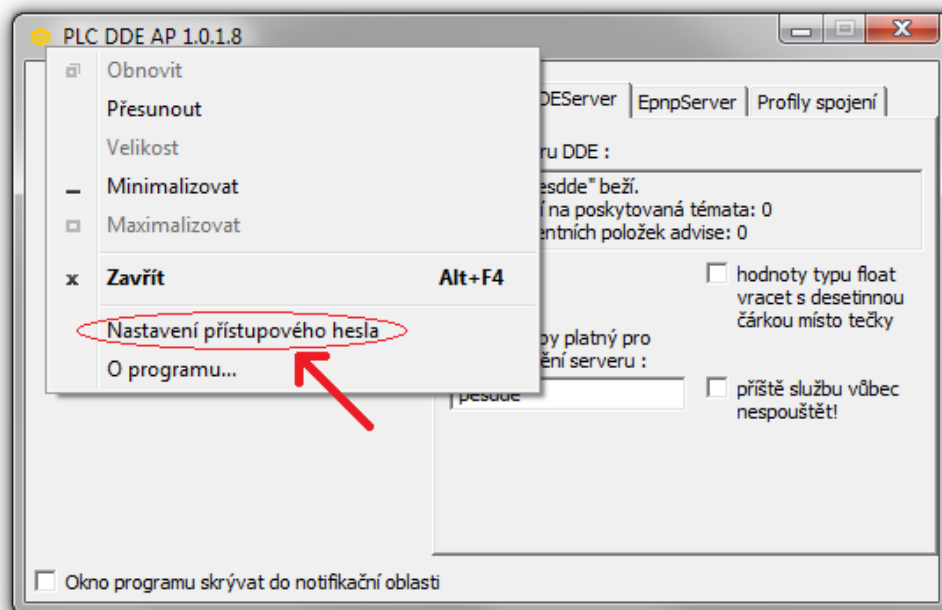 PLC DDE AP 1.0.1.8
Obnovit
Přesunout
Velikost
Minimalizovat
Maximalizovat
Zavřít Alt+F4
Nastavení přístupového hesla
O programu...
DEServer EpnpServer Profily spojení
ru DDE :
esdde" beží.
í na poskytovaná témata: 0
entních položek advise: 0
hodnoty typu float
vracet s desetinnou
čárkou místo tečky
by platný pro
ění serveru :
pesdde
příště službu vůbec
nespouštět!
Okno programu skrývat do notifikační oblasti